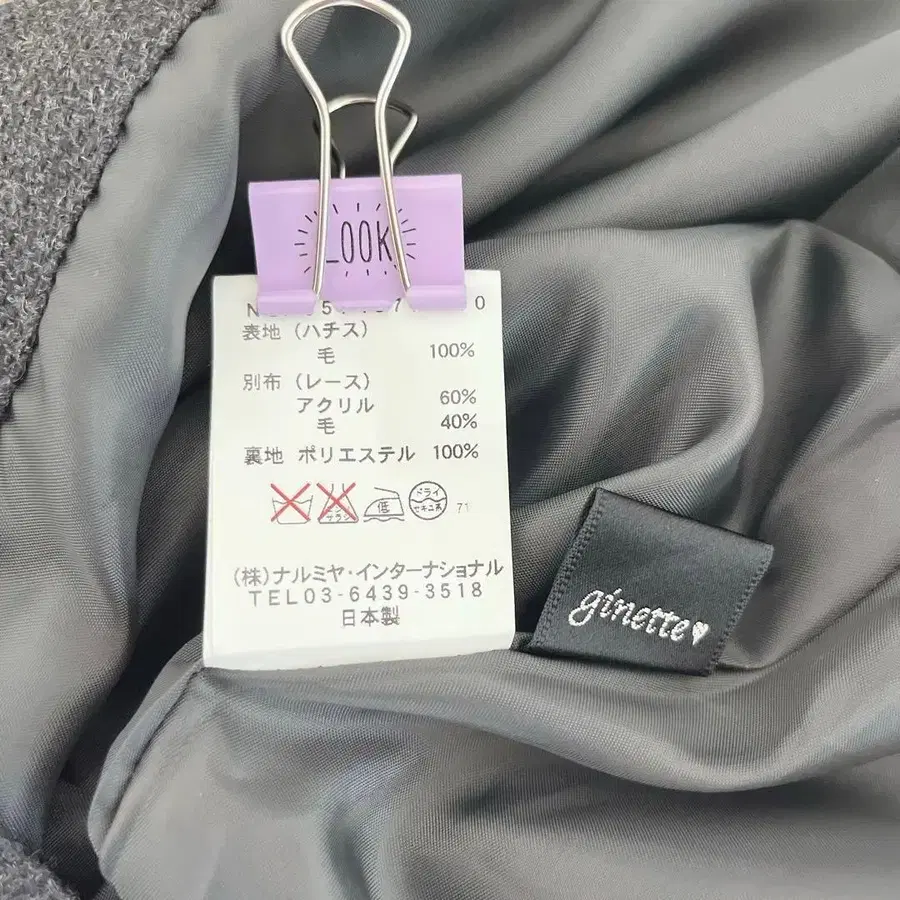 LOOK
表地 (ハチス)
毛 100%
別布 (レース)
アクリル 60%
毛 40%
裏地 ポリエステル 100%
低
ドライ
セキユ系
71
(株)ナルミヤ・インターナショナル
TEL03-6439-3518
日本製
ginette